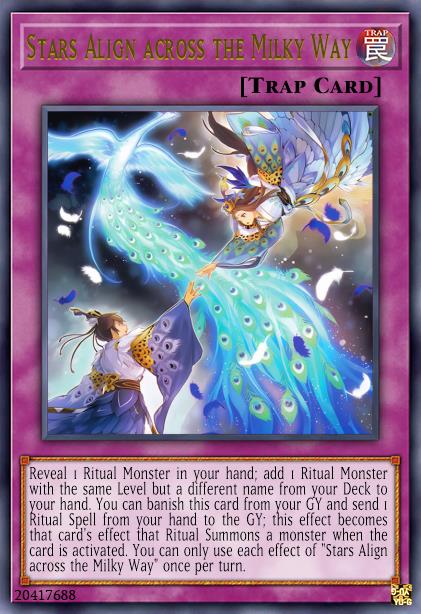 Stars Align across the Milky Way
TRAP
罠
[Trap Card]
Reveal 1 Ritual Monster in your hand; add 1 Ritual Monster
with the same Level but a different name from your Deck to
your hand. You can banish this card from your GY and send 1
Ritual Spell from your hand to the GY; this effect becomes
that card's effect that Ritual Summons a monster when the
card is activated. You can only use each effect of "Stars Align
across the Milky Way" once per turn.
20417688